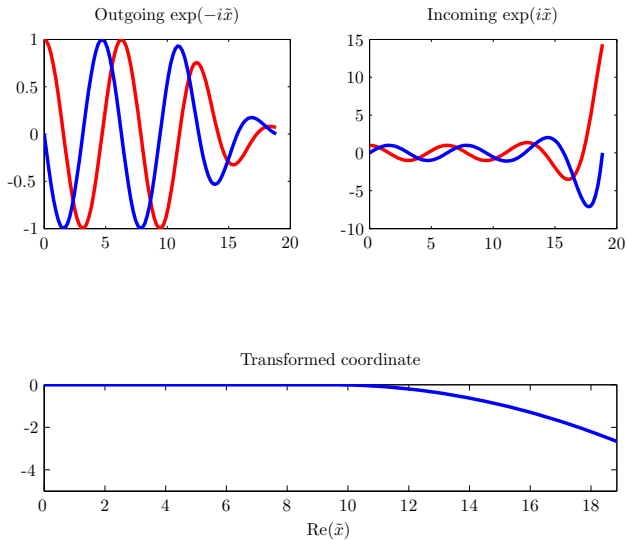 Outgoing exp(−ix̃)
1
0.5
0
-0.5
-1
0 5 10 15 20
Incoming exp(ix̃)
15
10
5
0
-5
-10
0 5 10 15 20
Transformed coordinate
0
-2
-4
0 2 4 6 8 10 12 14 16 18
Re(x̃)